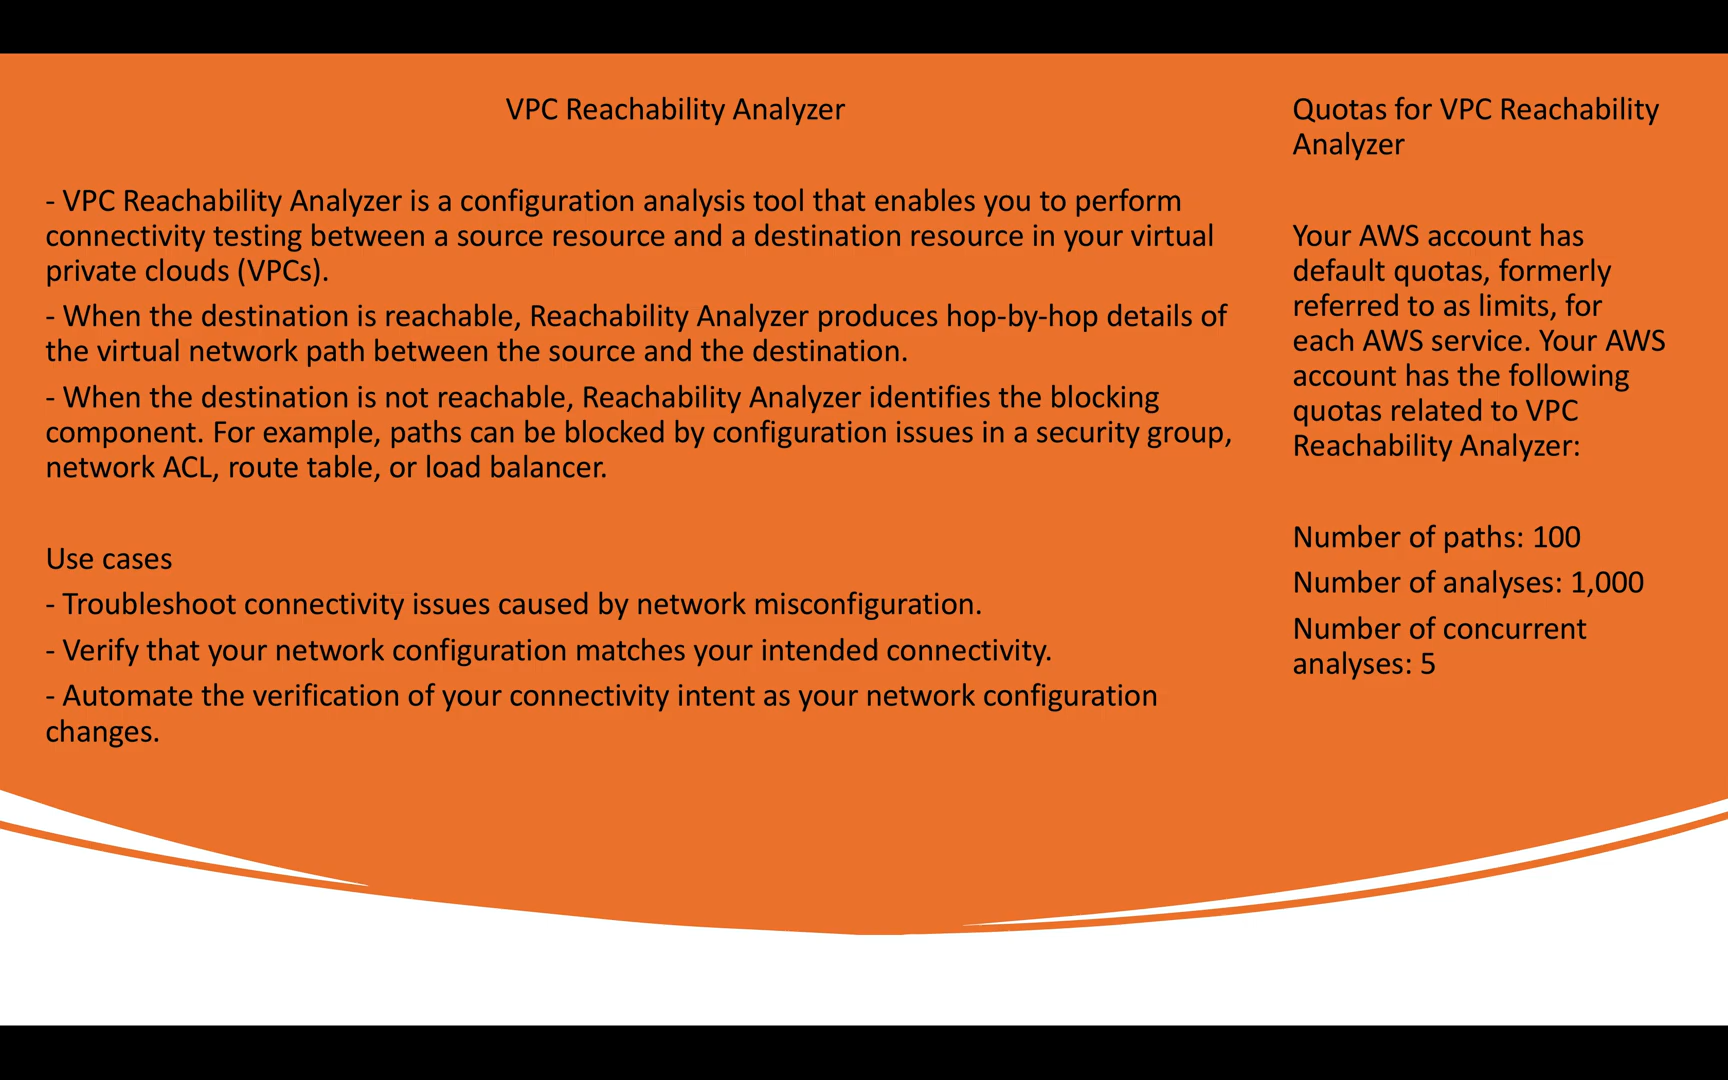 VPC Reachability Analyzer
- VPC Reachability Analyzer is a configuration analysis tool that enables you to perform
connectivity testing between a source resource and a destination resource in your virtual
private clouds (VPCs).
- When the destination is reachable, Reachability Analyzer produces hop-by-hop details of
the virtual network path between the source and the destination.
- When the destination is not reachable, Reachability Analyzer identifies the blocking
component. For example, paths can be blocked by configuration issues in a security group,
network ACL, route table, or load balancer.
Use cases
- Troubleshoot connectivity issues caused by network misconfiguration.
- Verify that your network configuration matches your intended connectivity.
- Automate the verification of your connectivity intent as your network configuration
changes.
Quotas for VPC Reachability
Analyzer
Your AWS account has
default quotas, formerly
referred to as limits, for
each AWS service. Your AWS
account has the following
quotas related to VPC
Reachability Analyzer:
Number of paths: 100
Number of analyses: 1,000
Number of concurrent
analyses: 5